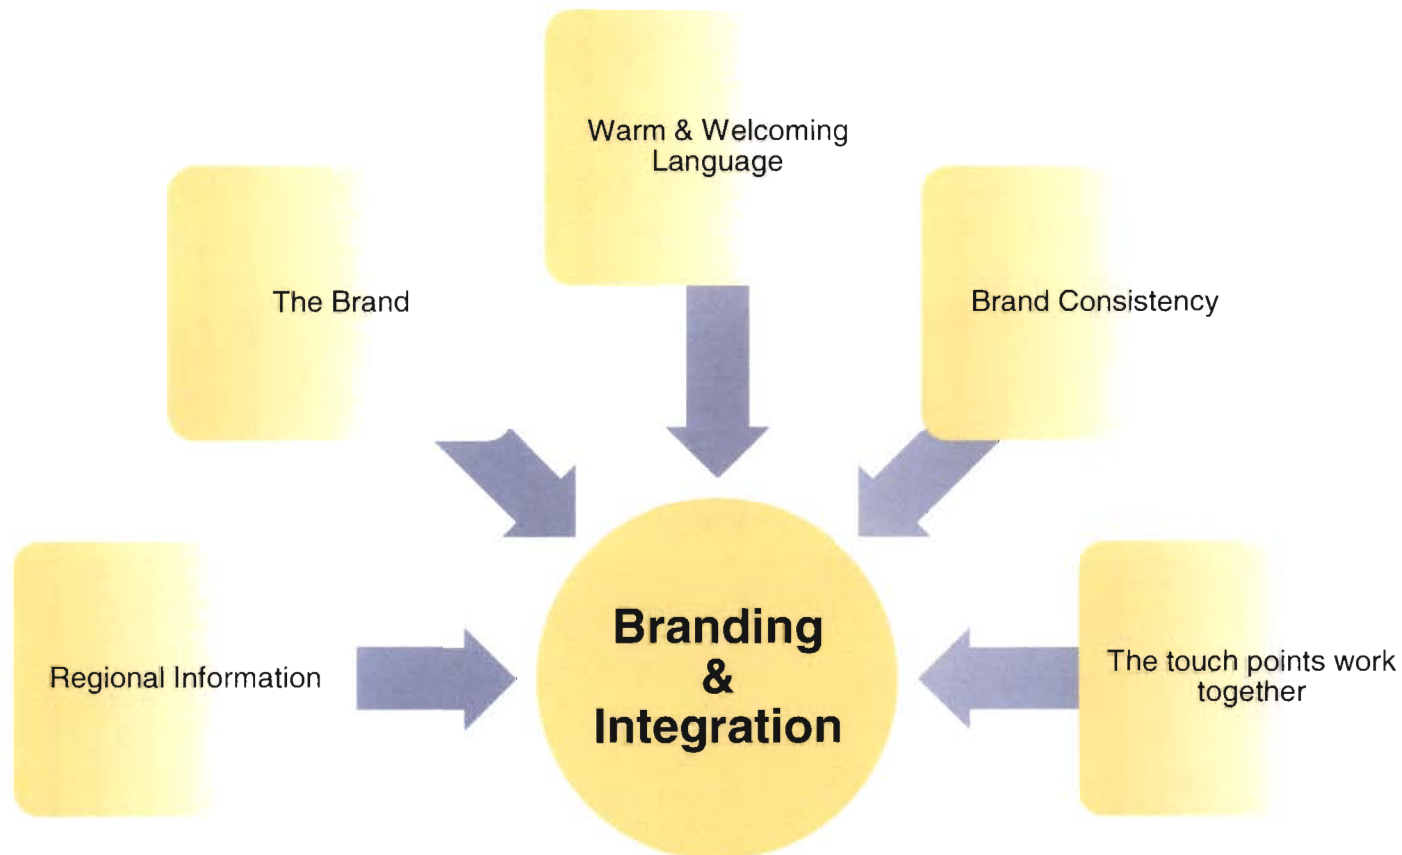 Warm & Welcoming
Language
The Brand
Brand Consistency
Regional Information
Branding
&
Integration
The touch points work
together